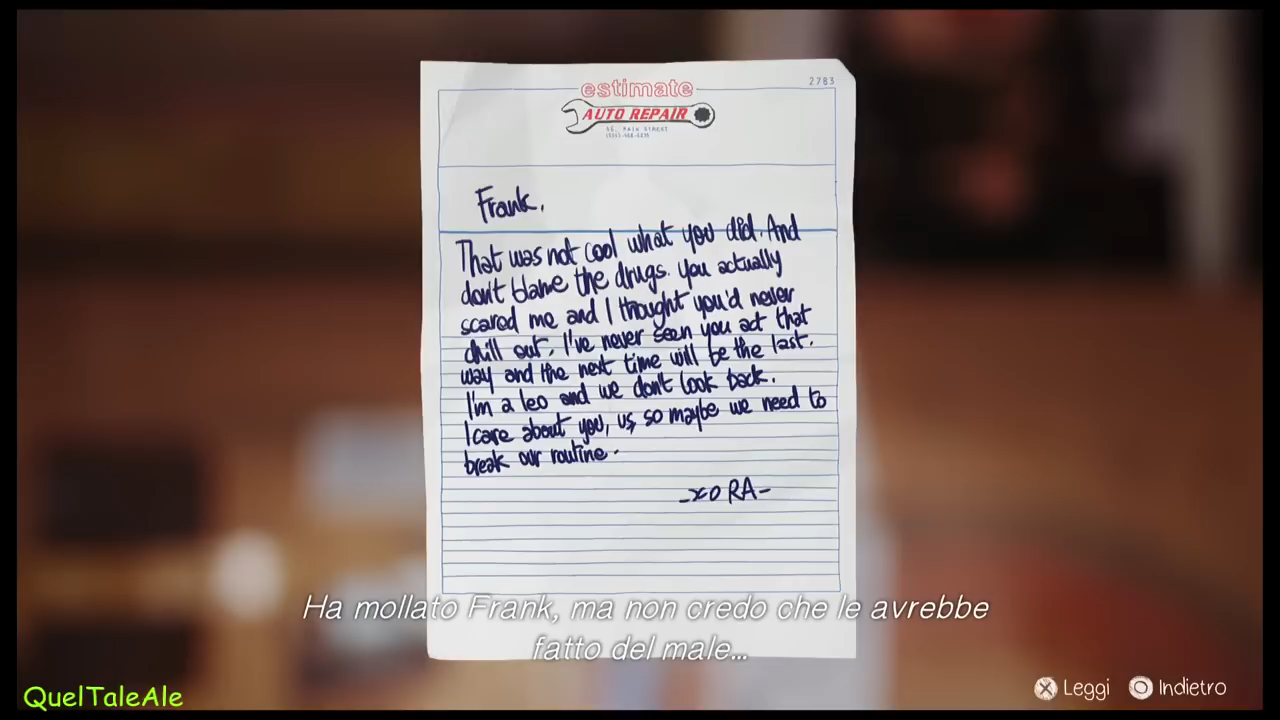 2783
estimate
AUTO REPAIR
Frank,
That was not cool what you did. And
don't blame the drugs. You actually
scared me and I thought you'd never
chill out. I've never seen you act that
way and the next time will be the last.
I'm a leo and we don't look back.
I care about you, us, so maybe we need to
break our routine.
-xo RA-
Ha mollato Frank, ma non credo che le avrebbe
fatto del male...
Leggi Indietro
QuelTaleAle